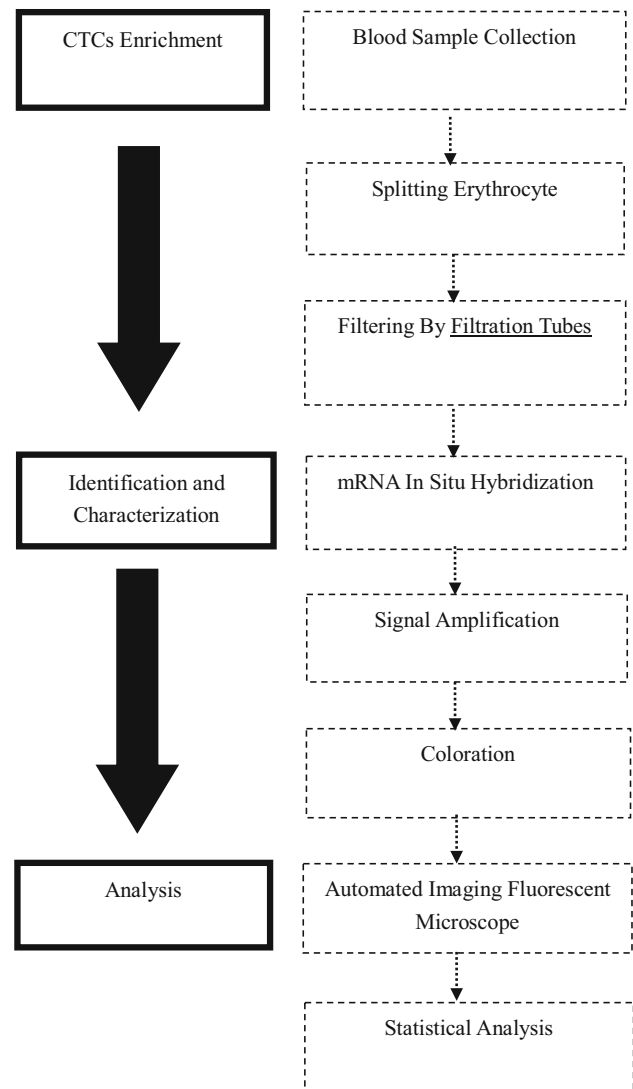 CTCs Enrichment
Blood Sample Collection
Splitting Erythrocyte
Filtering By Filtration Tubes
Identification and
Characterization
mRNA In Situ Hybridization
Signal Amplification
Coloration
Analysis
Automated Imaging Fluorescent
Microscope
Statistical Analysis